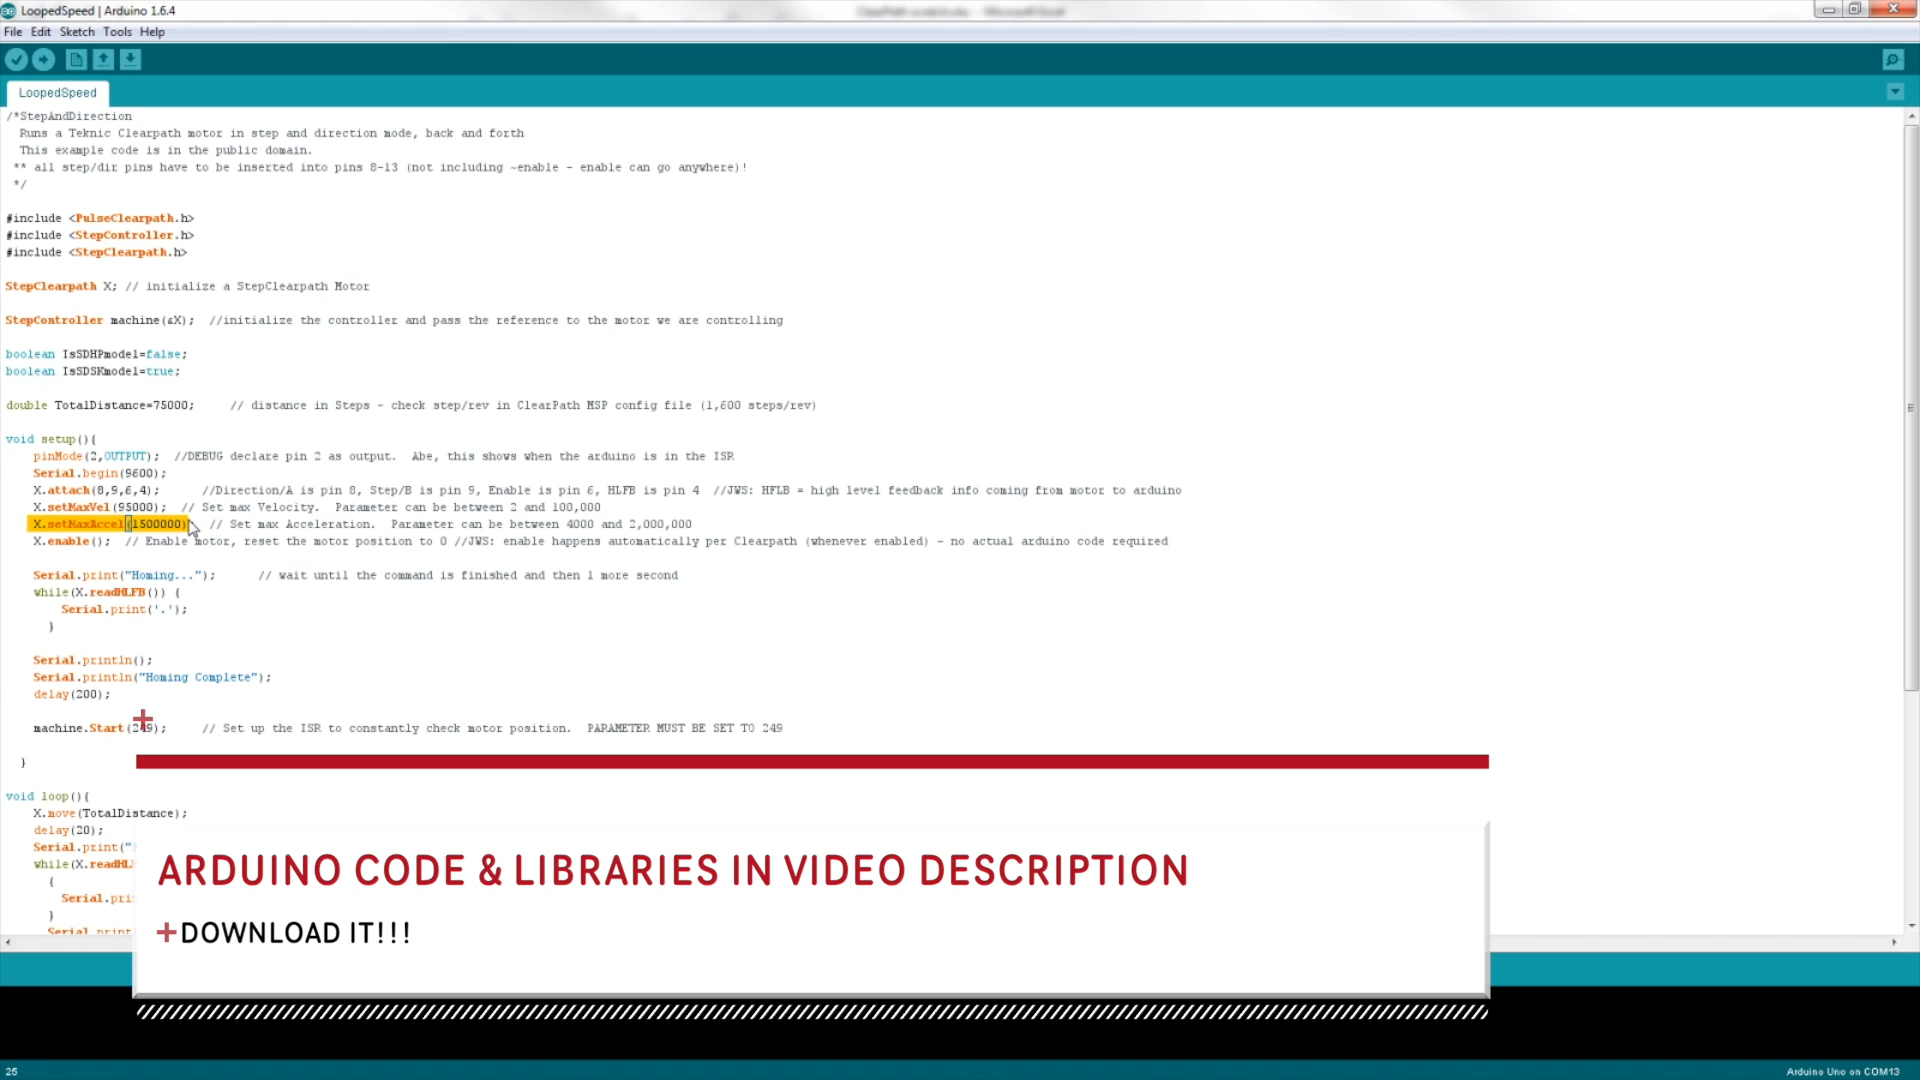 LoopedSpeed | Arduino 1.6.4
File Edit Sketch Tools Help
LoopedSpeed
/*StepAndDirection
Runs a Teknic Clearpath motor in step and direction mode, back and forth
This example code is in the public domain.
** all step/dir pins have to be inserted into pins 8-13 (not including ~enable - enable can go anywhere)!
*/
#include <PulseClearpath.h>
#include <StepController.h>
#include <StepClearpath.h>
StepClearpath X; // initialize a StepClearpath Motor
StepController machine(&X); //initialize the controller and pass the reference to the motor we are controlling
boolean IsSDHPmodel=false;
boolean IsSDSKmodel=true;
double TotalDistance=75000; // distance in Steps - check step/rev in ClearPath MSP config file (1,600 steps/rev)
void setup(){
pinMode(2,OUTPUT); //DEBUG declare pin 2 as output. Abe, this shows when the arduino is in the ISR
Serial.begin(9600);
X.attach(8,9,6,4); //Direction/A is pin 8, Step/B is pin 9, Enable is pin 6, HLFB is pin 4 //JWS: HFLB = high level feedback info coming from motor to arduino
X.setMaxVel(95000); // Set max Velocity. Parameter can be between 2 and 100,000
X.setMaxAccel(1500000) // Set max Acceleration. Parameter can be between 4000 and 2,000,000
X.enable(); // Enable motor, reset the motor position to 0 //JWS: enable happens automatically per Clearpath (whenever enabled) - no actual arduino code required
Serial.print("Homing..."); // wait until the command is finished and then 1 more second
while(X.readHLFB()) {
Serial.print('.');
}
Serial.println();
Serial.println("Homing Complete");
delay(200);
machine.Start(249); // Set up the ISR to constantly check motor position. PARAMETER MUST BE SET TO 249
}
void loop(){
X.move(TotalDistance);
delay(20);
Serial.print("
while(X.readHL
{
Serial.pri
}
Serial.print
ARDUINO CODE & LIBRARIES IN VIDEO DESCRIPTION
+DOWNLOAD IT!!!
25
Arduino Uno on COM13